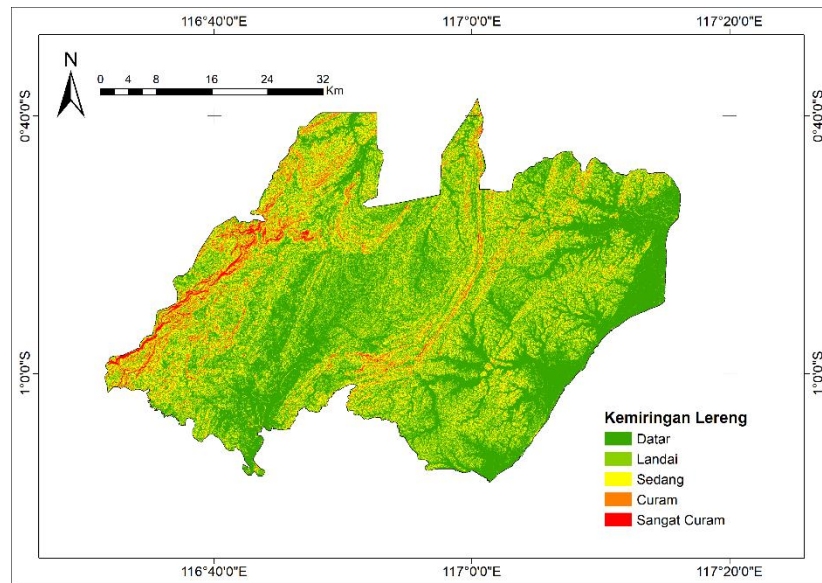 116°40'0"E 117°0'0"E 117°20'0"E
N
0 4 8 16 24 32
Km
0°40'0"S 0°40'0"S
1°0'0"S 1°0'0"S
Kemiringan Lereng
Datar
Landai
Sedang
Curam
Sangat Curam
116°40'0"E 117°0'0"E 117°20'0"E